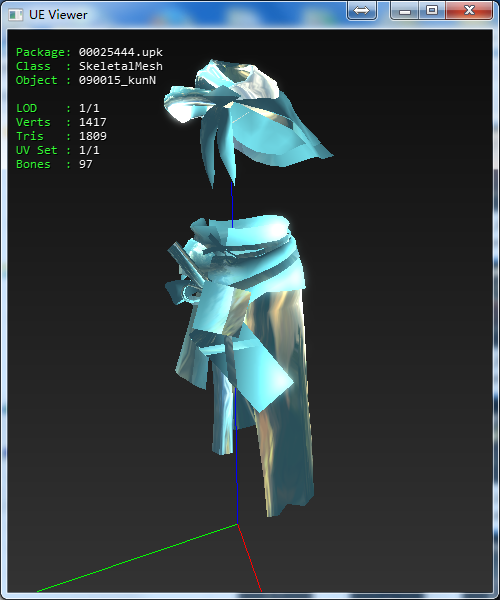 UE Viewer
Package: 00025444.upk
Class : SkeletalMesh
Object : 090015_kunN
LOD : 1/1
Verts : 1417
Tris : 1809
UV Set : 1/1
Bones : 97